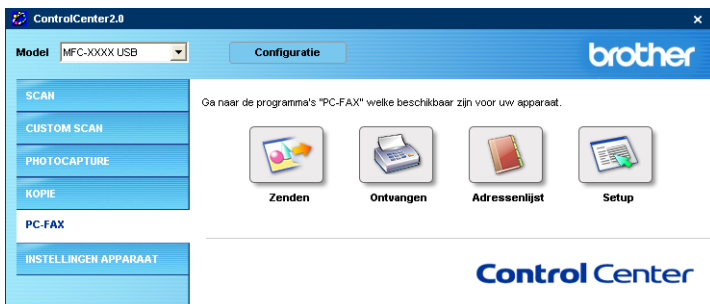 ControlCenter2.0
Model MFC-XXXX USB Configuratie brother
SCAN
CUSTOM SCAN
PHOTOCAPTURE
KOPIE
PC-FAX
INSTELLINGEN APPARAAT
Ga naar de programma's "PC-FAX" welke beschikbaar zijn voor uw apparaat.
Zenden Ontvangen Adressenlijst Setup
Control Center